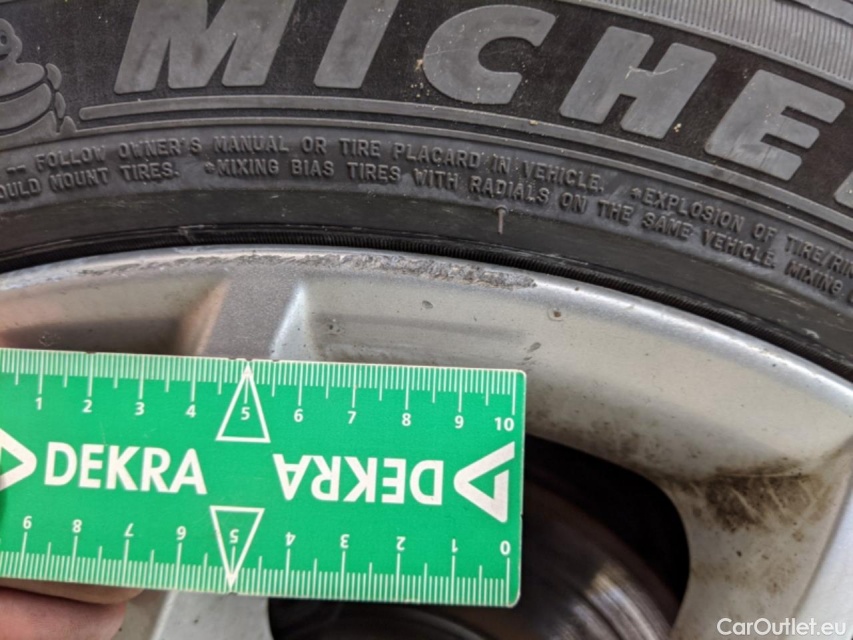 MICHE
-- FOLLOW OWNER'S MANUAL OR TIRE PLACARD IN VEHICLE. *EXPLOSION OF TIRE/RIM
OULD MOUNT TIRES. *MIXING BIAS TIRES WITH RADIALS ON THE SAME VEHICLE. MIXING
1 2 3 4 5 6 7 8 9 10
DEKRA DEKRA
9 8 7 6 5 4 3 2 1 0
CarOutlet.eu